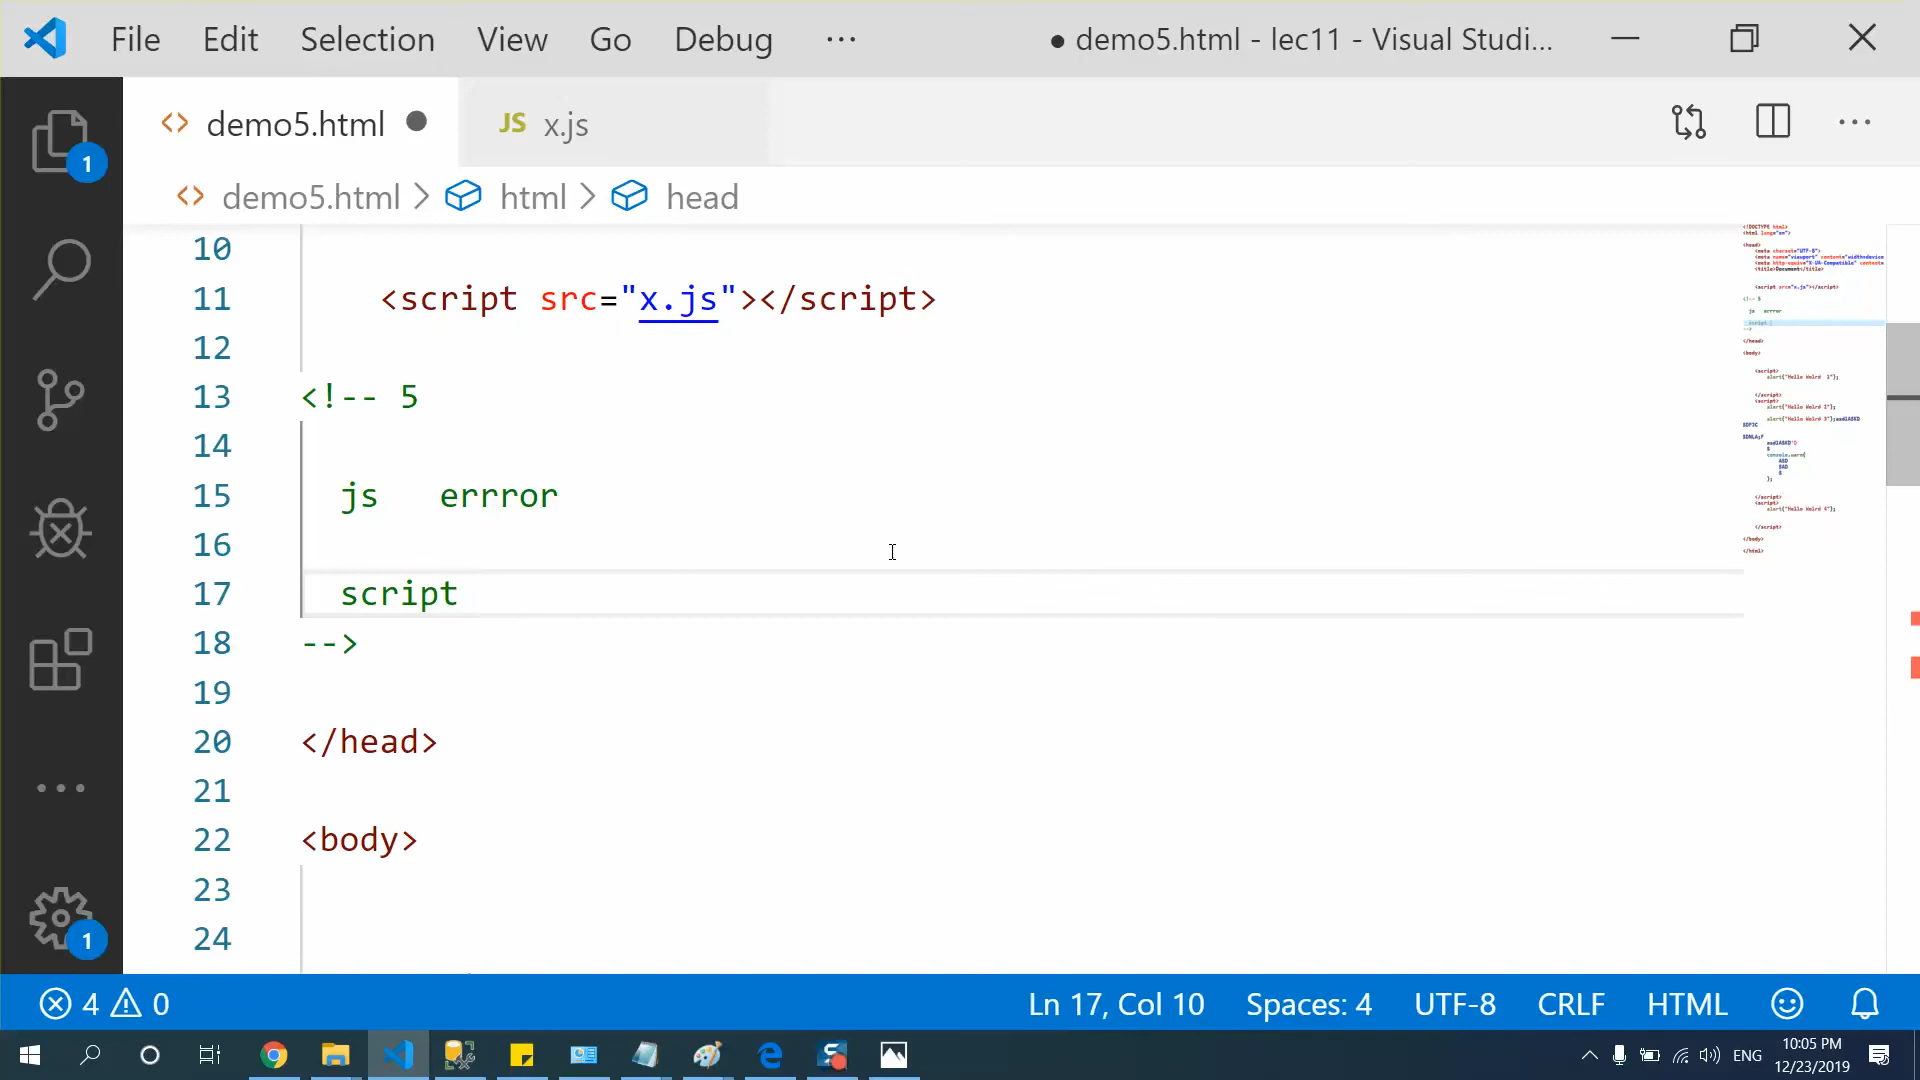 File Edit Selection View Go Debug ... ● demo5.html - lec11 - Visual Studi...
demo5.html ● JS x.js
demo5.html > html > head
10
11 <script src="x.js"></script>
12
13 <!-- 5
14
15 js errror
16
17 script
18 -->
19
20 </head>
21
22 <body>
23
24
1
1
4 0 Ln 17, Col 10 Spaces: 4 UTF-8 CRLF HTML
ENG 10:05 PM
12/23/2019